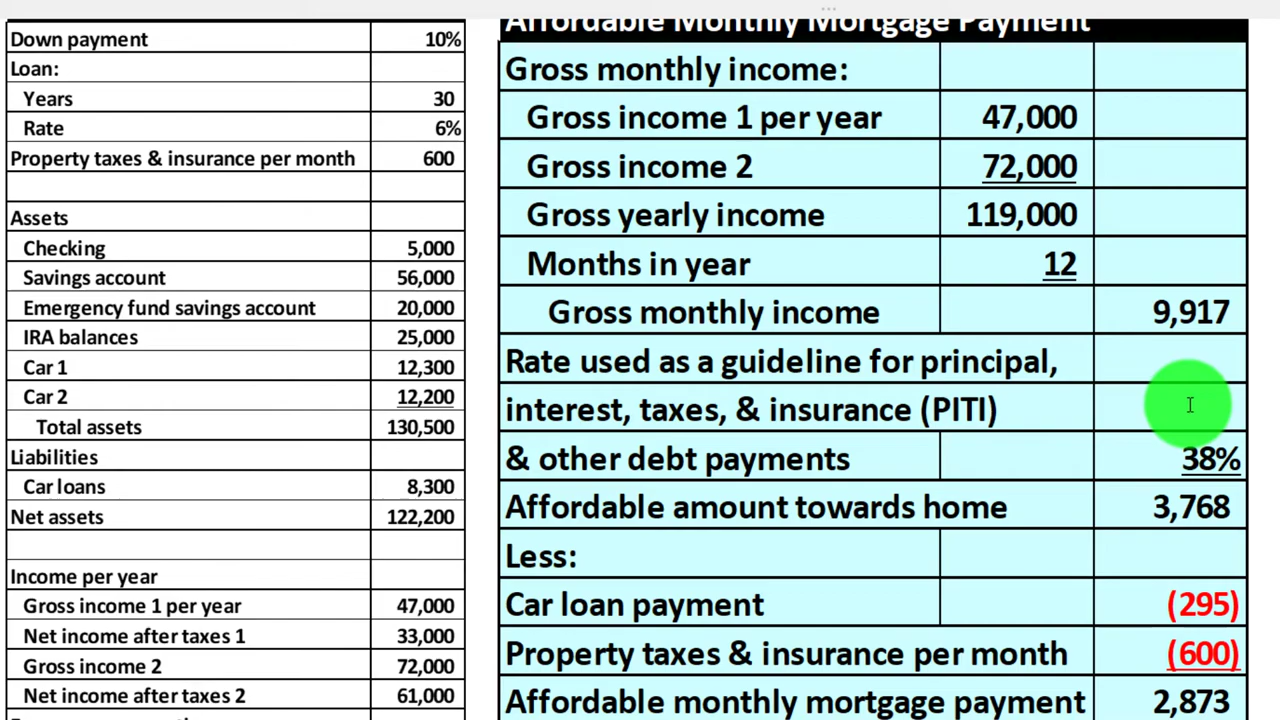 Down payment 10%
Loan:
Years 30
Rate 6%
Property taxes & insurance per month 600
Assets
Checking 5,000
Savings account 56,000
Emergency fund savings account 20,000
IRA balances 25,000
Car 1 12,300
Car 2 12,200
Total assets 130,500
Liabilities
Car loans 8,300
Net assets 122,200
Income per year
Gross income 1 per year 47,000
Net income after taxes 1 33,000
Gross income 2 72,000
Net income after taxes 2 61,000
Affordable Monthly Mortgage Payment
Gross monthly income:
Gross income 1 per year 47,000
Gross income 2 72,000
Gross yearly income 119,000
Months in year 12
Gross monthly income 9,917
Rate used as a guideline for principal,
interest, taxes, & insurance (PITI)
& other debt payments 38%
Affordable amount towards home 3,768
Less:
Car loan payment (295)
Property taxes & insurance per month (600)
Affordable monthly mortgage payment 2,873